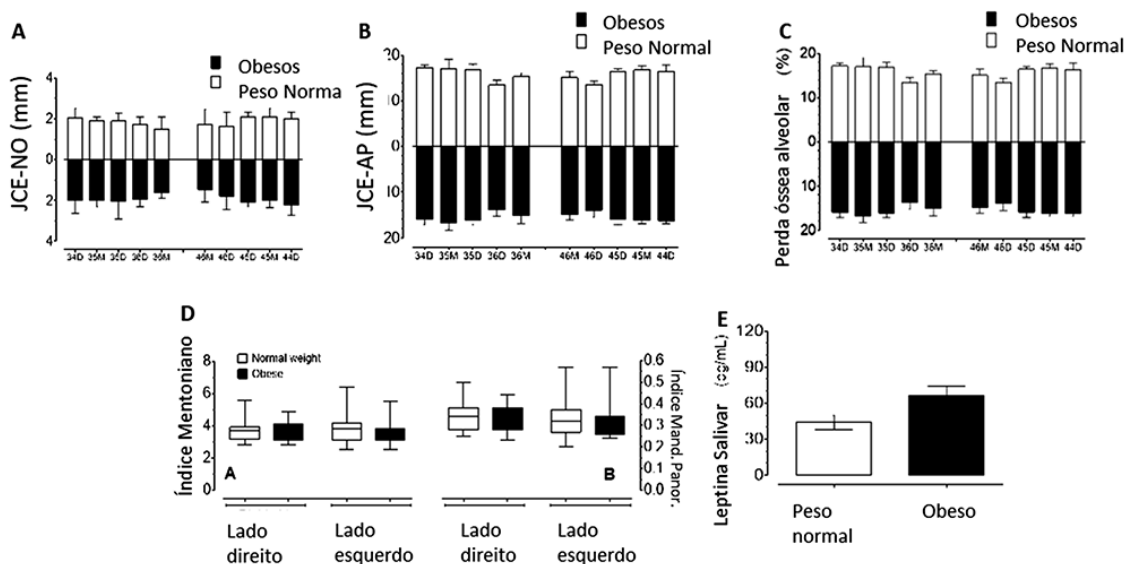 A
Obesos
Peso Norma
JCE-NO (mm)
4
2
0
2
4
34D 35M 35D 36D 36M 46M 46D 45D 45M 44D
B
Obesos
Peso Normal
JCE-AP (mm)
20
10
0
10
20
34D 35M 35D 36D 36M 46M 46D 45D 45M 44D
C
Obesos
Peso Normal
Perda óssea alveolar (%)
20
10
0
10
20
34D 35M 35D 36D 36M 46M 46D 45D 45M 44D
D
Normal weight
Obese
Índice Mentoniano
8
6
4
2
0
A
B
0.6
0.5
0.4
0.3
0.2
0.1
0.0
Índice Mand. Panor.
Lado direito
Lado esquerdo
Lado direito
Lado esquerdo
E
Leptina Salivar (pg/mL)
120
90
60
30
0
Peso normal
Obeso